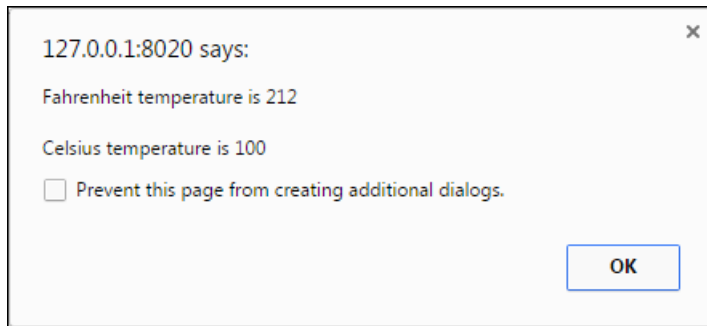 127.0.0.1:8020 says:
Fahrenheit temperature is 212
Celsius temperature is 100
Prevent this page from creating additional dialogs.
OK